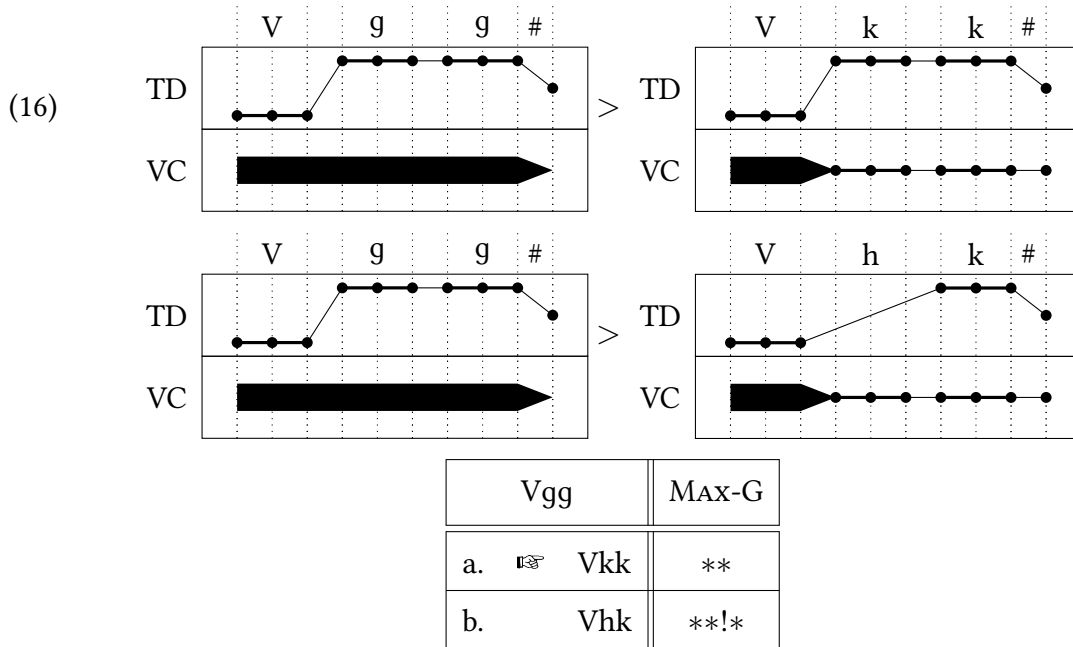 V g g # V k k #
(16) TD > TD
VC VC
V g g # V h k #
TD > TD
VC VC
Vgg MAX-G
a. ☞ Vkk **
b. Vhk **!*